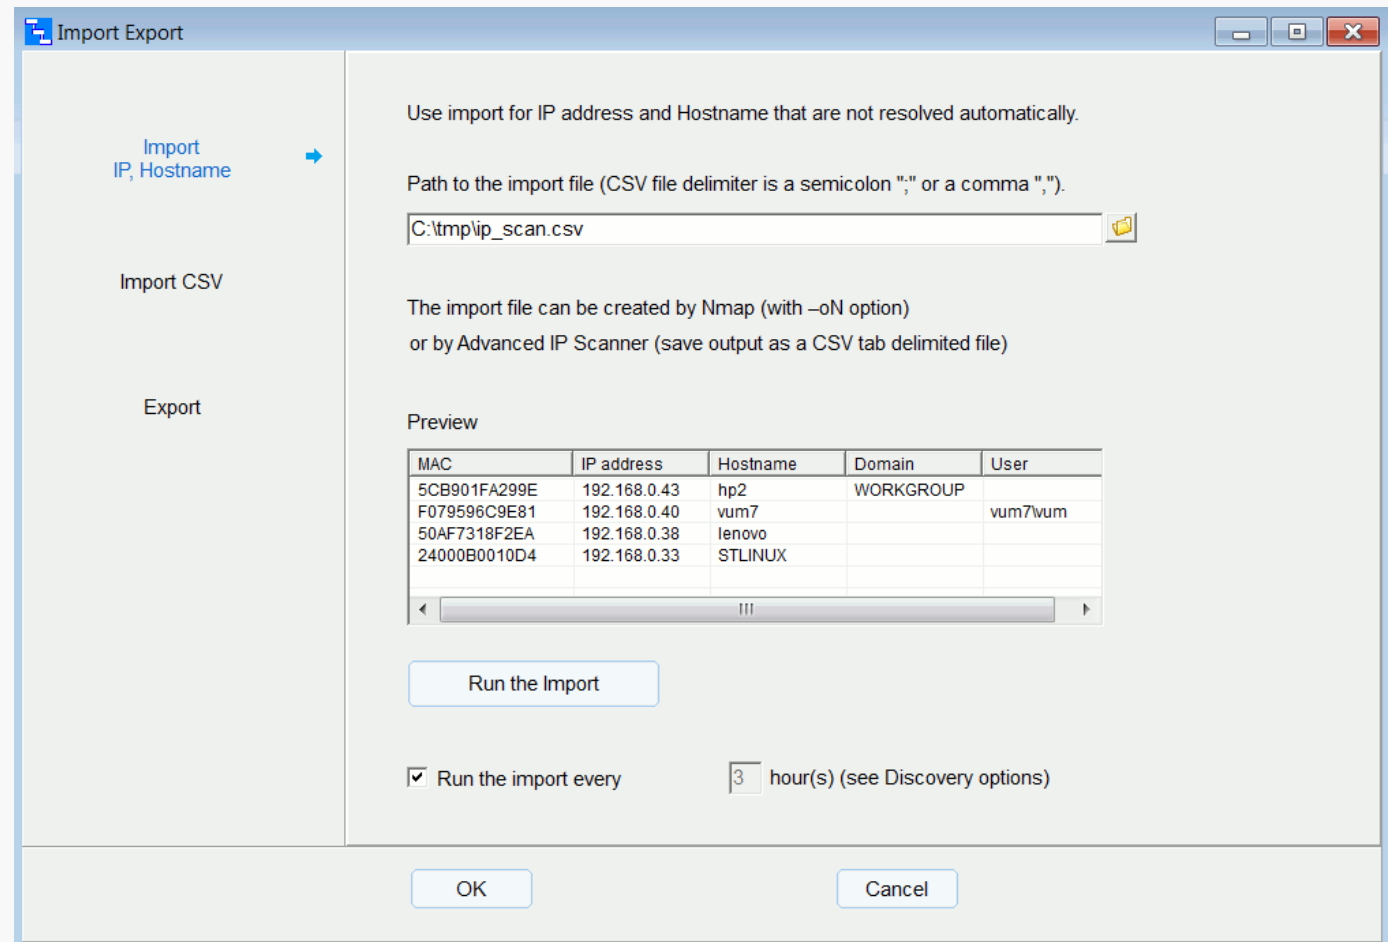 Import Export
Import
IP, Hostname
Import CSV
Export
Use import for IP address and Hostname that are not resolved automatically.
Path to the import file (CSV file delimiter is a semicolon ";" or a comma ",").
C:\tmp\ip_scan.csv
The import file can be created by Nmap (with –oN option)
or by Advanced IP Scanner (save output as a CSV tab delimited file)
Preview
MAC IP address Hostname Domain User
5CB901FA299E 192.168.0.43 hp2 WORKGROUP
F079596C9E81 192.168.0.40 vum7 vum7\vum
50AF7318F2EA 192.168.0.38 lenovo
24000B0010D4 192.168.0.33 STLINUX
Run the Import
Run the import every 3 hour(s) (see Discovery options)
OK Cancel